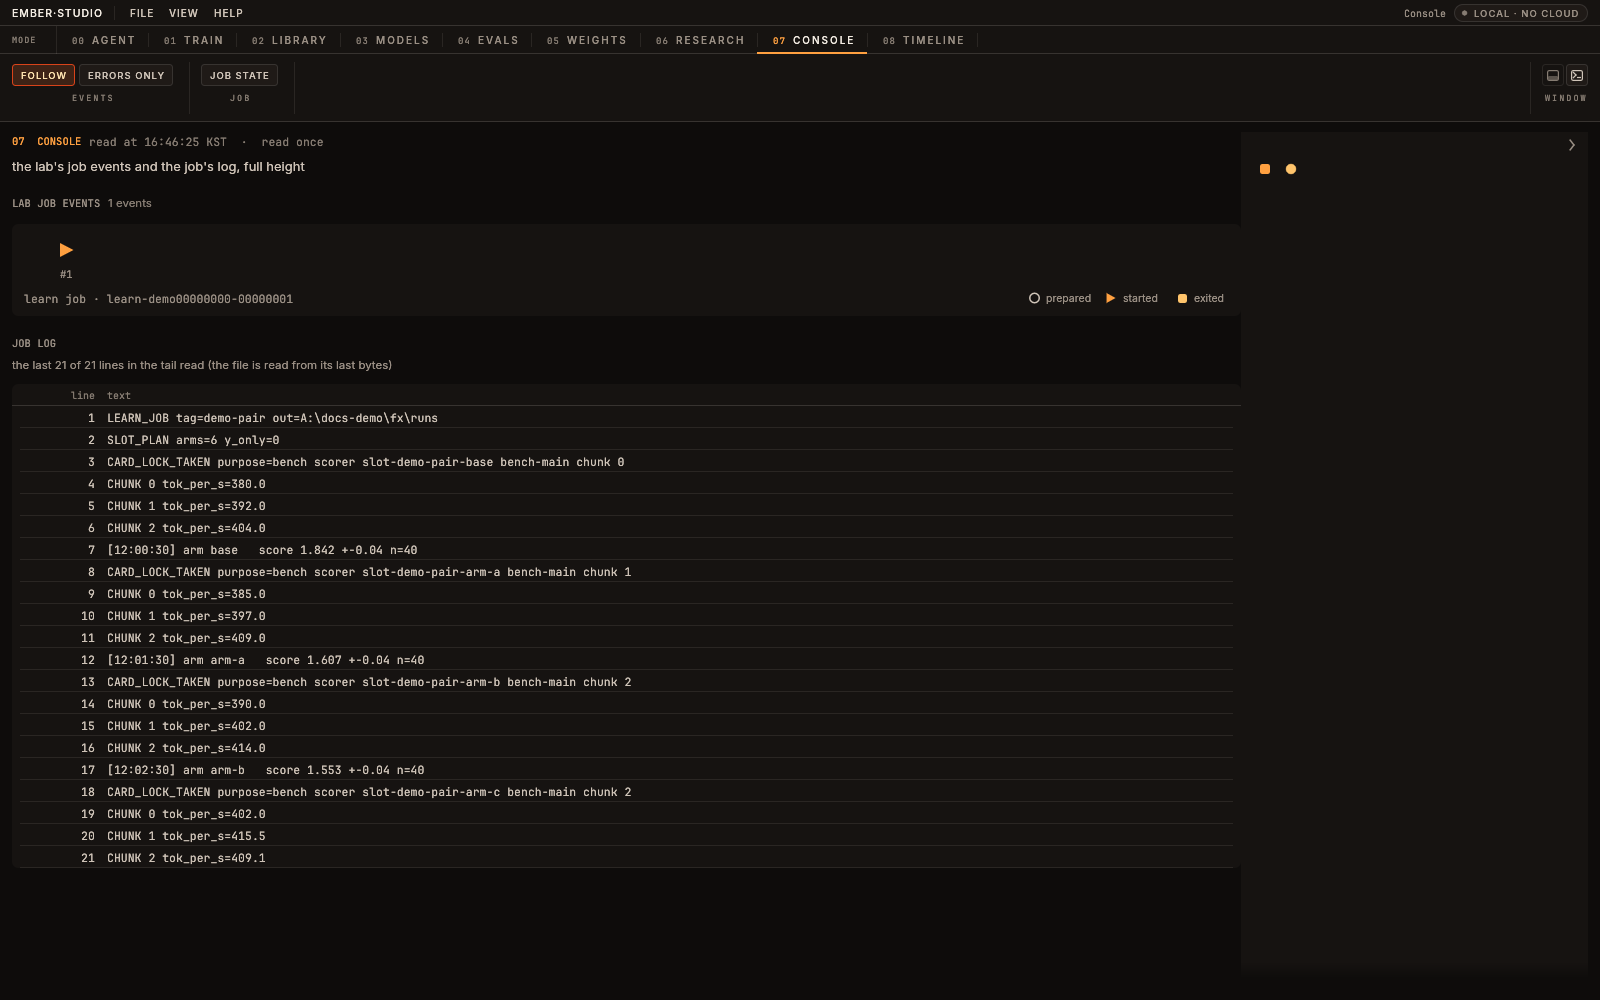 EMBER·STUDIO FILE VIEW HELP Console LOCAL · NO CLOUD
MODE 00 AGENT 01 TRAIN 02 LIBRARY 03 MODELS 04 EVALS 05 WEIGHTS 06 RESEARCH 07 CONSOLE 08 TIMELINE
FOLLOW ERRORS ONLY JOB STATE
EVENTS JOB WINDOW
07 CONSOLE read at 16:46:25 KST · read once
the lab's job events and the job's log, full height
LAB JOB EVENTS 1 events
#1
learn job · learn-demo00000000-00000001 prepared started exited
JOB LOG
the last 21 of 21 lines in the tail read (the file is read from its last bytes)
line text
1 LEARN_JOB tag=demo-pair out=A:\docs-demo\fx\runs
2 SLOT_PLAN arms=6 y_only=0
3 CARD_LOCK_TAKEN purpose=bench scorer slot-demo-pair-base bench-main chunk 0
4 CHUNK 0 tok_per_s=380.0
5 CHUNK 1 tok_per_s=392.0
6 CHUNK 2 tok_per_s=404.0
7 [12:00:30] arm base score 1.842 +-0.04 n=40
8 CARD_LOCK_TAKEN purpose=bench scorer slot-demo-pair-arm-a bench-main chunk 1
9 CHUNK 0 tok_per_s=385.0
10 CHUNK 1 tok_per_s=397.0
11 CHUNK 2 tok_per_s=409.0
12 [12:01:30] arm arm-a score 1.607 +-0.04 n=40
13 CARD_LOCK_TAKEN purpose=bench scorer slot-demo-pair-arm-b bench-main chunk 2
14 CHUNK 0 tok_per_s=390.0
15 CHUNK 1 tok_per_s=402.0
16 CHUNK 2 tok_per_s=414.0
17 [12:02:30] arm arm-b score 1.553 +-0.04 n=40
18 CARD_LOCK_TAKEN purpose=bench scorer slot-demo-pair-arm-c bench-main chunk 2
19 CHUNK 0 tok_per_s=402.0
20 CHUNK 1 tok_per_s=415.5
21 CHUNK 2 tok_per_s=409.1